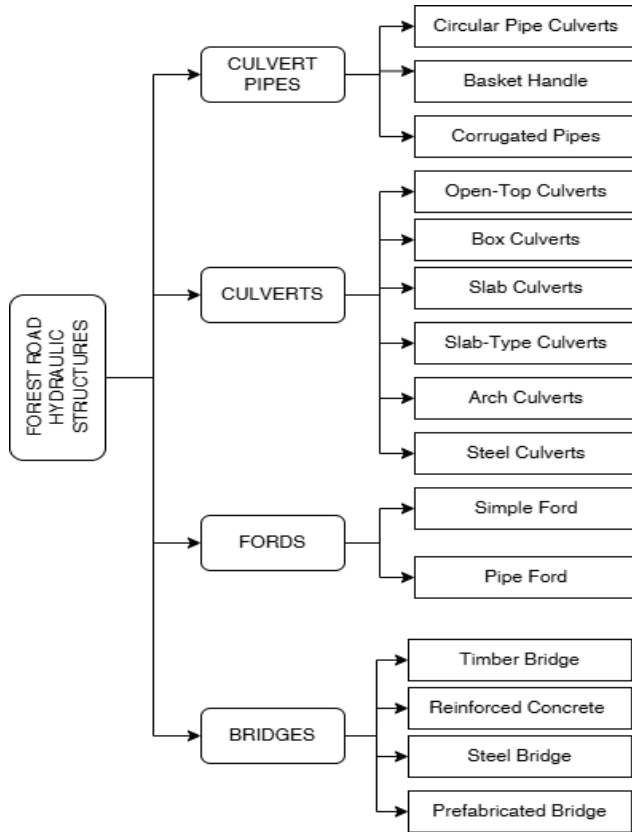 FOREST ROAD
HYDRAULIC
STRUCTURES
CULVERT
PIPES
Circular Pipe Culverts
Basket Handle
Corrugated Pipes
CULVERTS
Open-Top Culverts
Box Culverts
Slab Culverts
Slab-Type Culverts
Arch Culverts
Steel Culverts
FORDS
Simple Ford
Pipe Ford
BRIDGES
Timber Bridge
Reinforced Concrete
Steel Bridge
Prefabricated Bridge